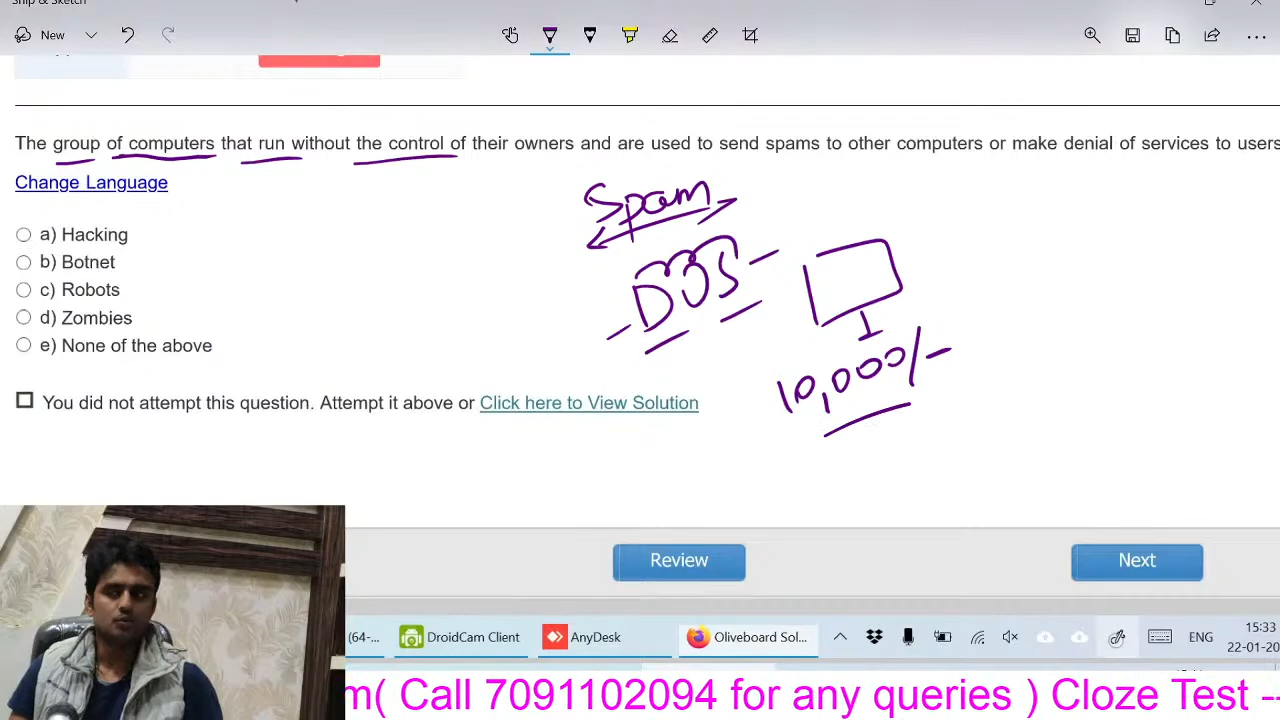 Snip & Sketch
New
The group of computers that run without the control of their owners and are used to send spams to other computers or make denial of services to users
Change Language
a) Hacking
b) Botnet
c) Robots
d) Zombies
e) None of the above
Spam
DOS
10,000/-
You did not attempt this question. Attempt it above or Click here to View Solution
Review
Next
(64-...
DroidCam Client
AnyDesk
Oliveboard Sol...
ENG
15:33
22-01-20
m( Call 7091102094 for any queries ) Cloze Test --